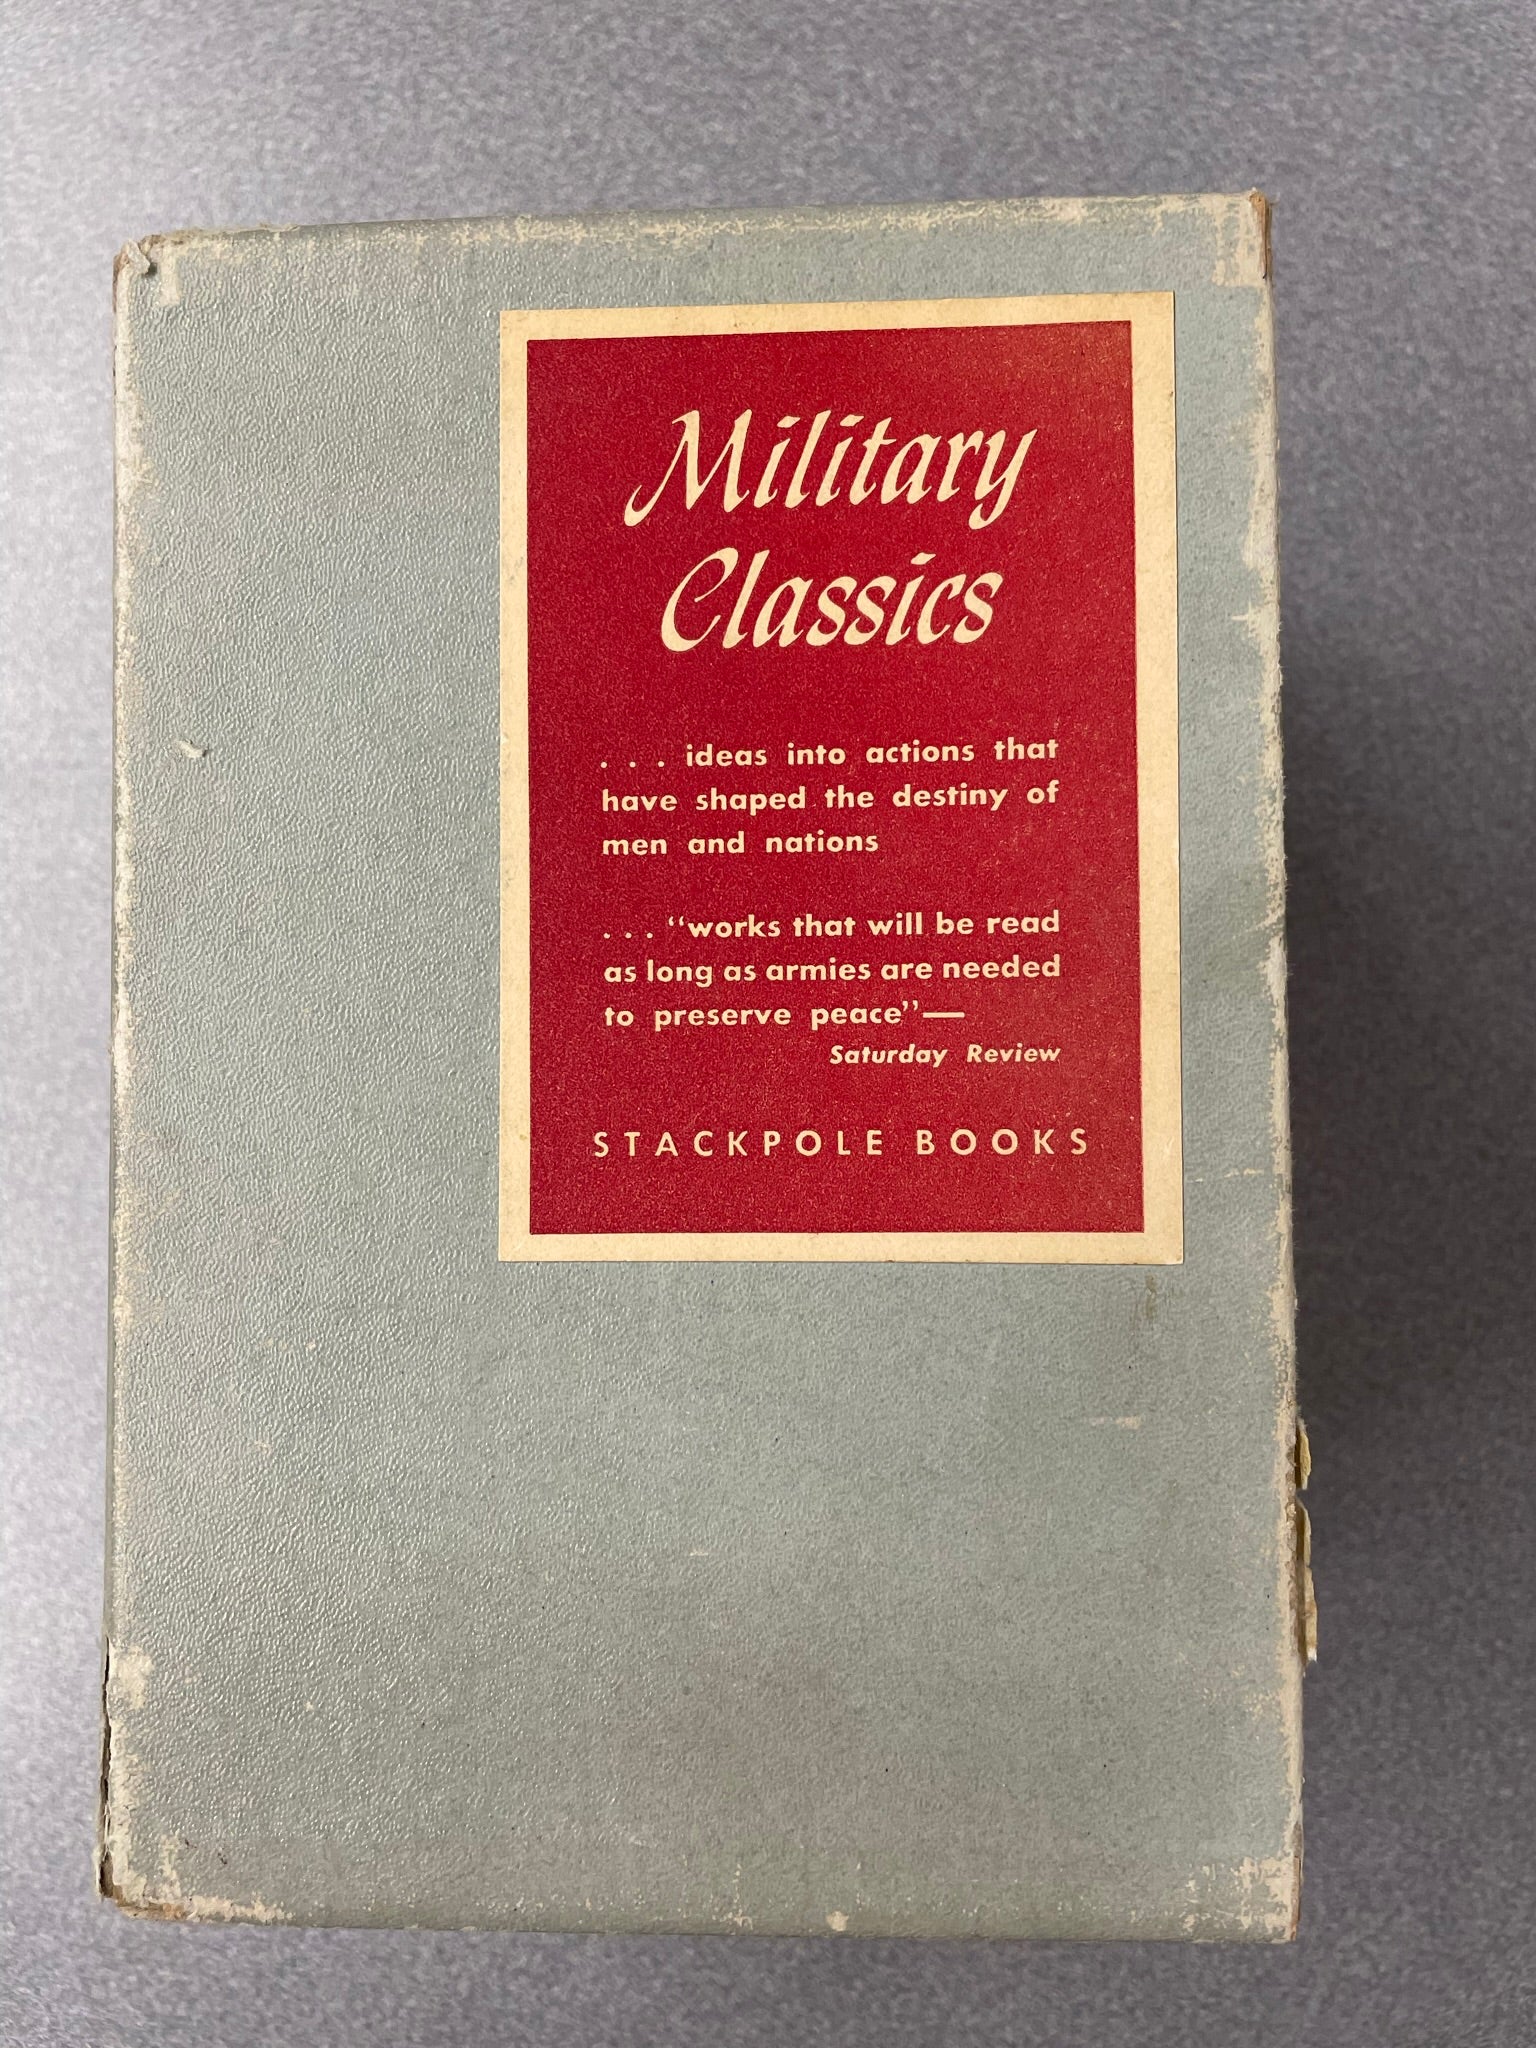 Military
Classics
. . . ideas into actions that
have shaped the destiny of
men and nations
. . . “works that will be read
as long as armies are needed
to preserve peace”—
Saturday Review
STACKPOLE BOOKS